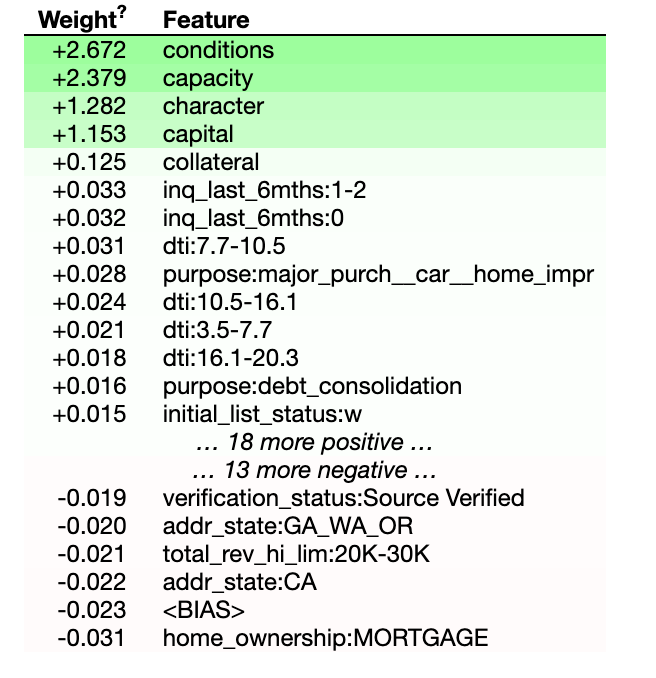 Weight? Feature
+2.672 conditions
+2.379 capacity
+1.282 character
+1.153 capital
+0.125 collateral
+0.033 inq_last_6mths:1-2
+0.032 inq_last_6mths:0
+0.031 dti:7.7-10.5
+0.028 purpose:major_purch__car__home_impr
+0.024 dti:10.5-16.1
+0.021 dti:3.5-7.7
+0.018 dti:16.1-20.3
+0.016 purpose:debt_consolidation
+0.015 initial_list_status:w
… 18 more positive …
… 13 more negative …
-0.019 verification_status:Source Verified
-0.020 addr_state:GA_WA_OR
-0.021 total_rev_hi_lim:20K-30K
-0.022 addr_state:CA
-0.023 <BIAS>
-0.031 home_ownership:MORTGAGE